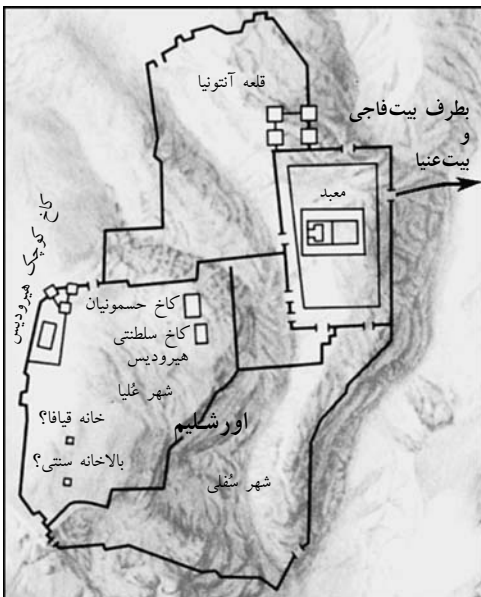 قلعه آنتونیا
بطرف بیت‌فاجی
و
بیت‌عنیا
معبد
کاخ کوچک هیرودیس
کاخ حسمونیان
کاخ سلطنتی
هیرودیس
شهر عُلیا
خانه قیافا؟
اورشلیم
بالاخانه سنتی؟
شهر سُفلی